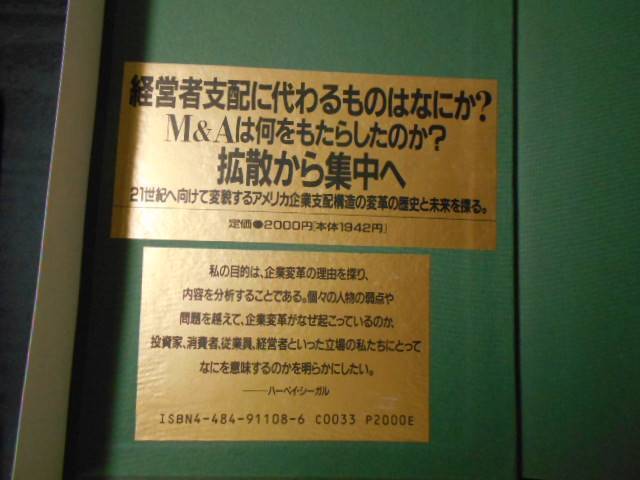 経営者支配に代わるものはなにか?
M&Aは何をもたらしたのか?
拡散から集中へ
21世紀へ向けて変貌するアメリカ企業支配構造の変革の歴史と未来を探る。
定価●2000円[本体1942円]
私の目的は、企業変革の理由を探り、
内容を分析することである。個々の人物の弱点や
問題を越えて、企業変革がなぜ起こっているのか、
投資家、消費者、従業員、経営者といった立場の私たちにとって
なにを意味するのかを明らかにしたい。
——ハーベイ・シーガル
ISBN4-484-91108-6 C0033 P2000E